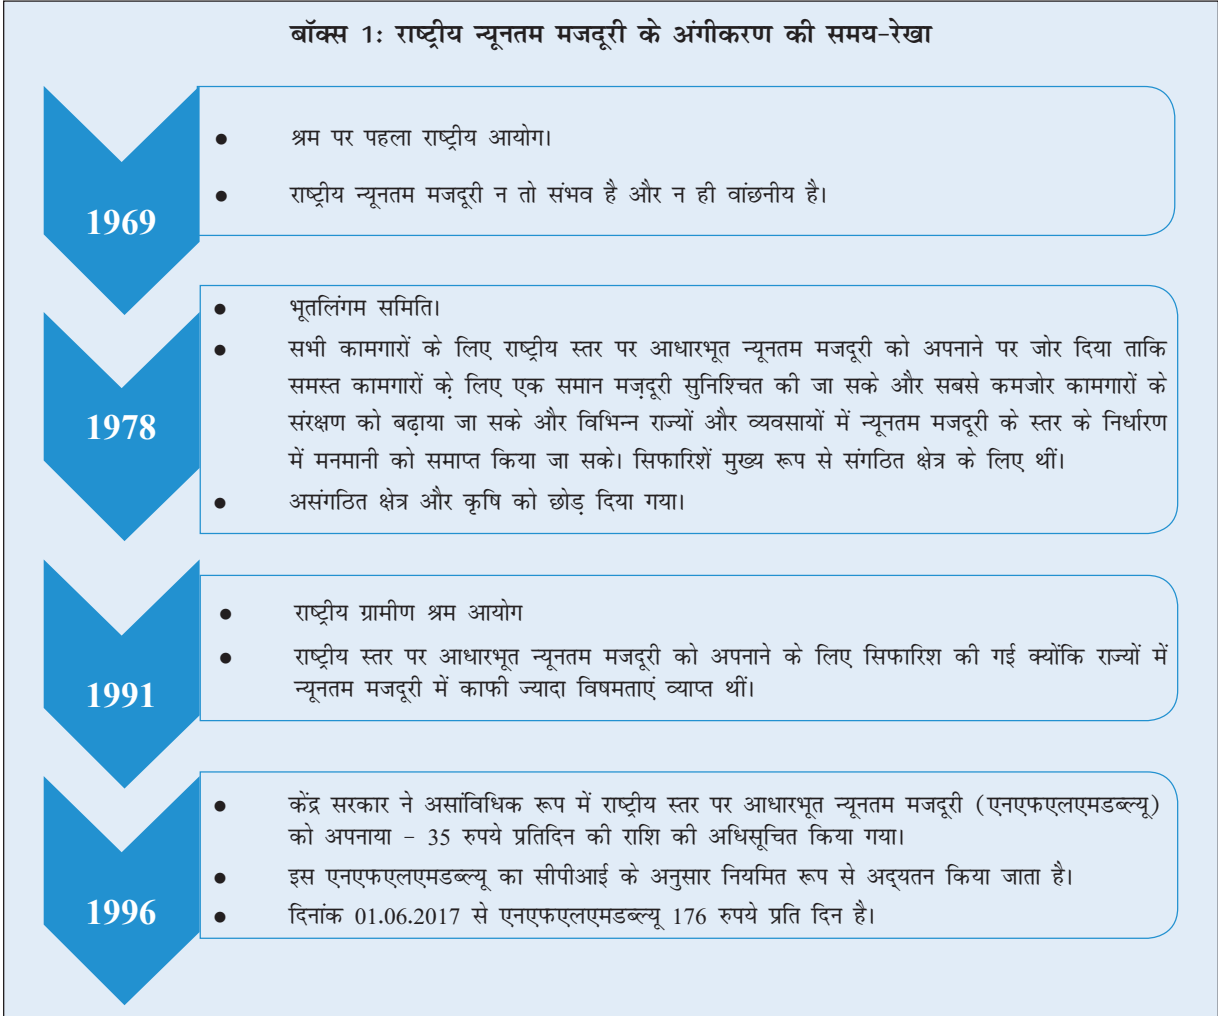 बॉक्स 1: राष्ट्रीय न्यूनतम मजदूरी के अंगीकरण की समय-रेखा
1969
● श्रम पर पहला राष्ट्रीय आयोग।
● राष्ट्रीय न्यूनतम मजदूरी न तो संभव है और न ही वांछनीय है।
1978
● भूतलिंगम समिति।
● सभी कामगारों के लिए राष्ट्रीय स्तर पर आधारभूत न्यूनतम मजदूरी को अपनाने पर जोर दिया ताकि
समस्त कामगारों के़ लिए एक समान मज़दूरी सुनिश्चित की जा सके और सबसे कमजोर कामगारों के
संरक्षण को बढ़ाया जा सके और विभिन्न राज्यों और व्यवसायों में न्यूनतम मजदूरी के स्तर के निर्धारण
में मनमानी को समाप्त किया जा सके। सिफारिशें मुख्य रूप से संगठित क्षेत्र के लिए थीं।
● असंगठित क्षेत्र और कृषि को छोड़ दिया गया।
1991
● राष्ट्रीय ग्रामीण श्रम आयोग
● राष्ट्रीय स्तर पर आधारभूत न्यूनतम मजदूरी को अपनाने के लिए सिफारिश की गई क्योंकि राज्यों में
न्यूनतम मजदूरी में काफी ज्यादा विषमताएं व्याप्त थीं।
1996
● केंद्र सरकार ने असांविधिक रूप में राष्ट्रीय स्तर पर आधारभूत न्यूनतम मजदूरी (एनएफएलएमडब्ल्यू)
को अपनाया - 35 रुपये प्रतिदिन की राशि की अधिसूचित किया गया।
● इस एनएफएलएमडब्ल्यू का सीपीआई के अनुसार नियमित रूप से अद्यतन किया जाता है।
● दिनांक 01.06.2017 से एनएफएलएमडब्ल्यू 176 रुपये प्रति दिन है।